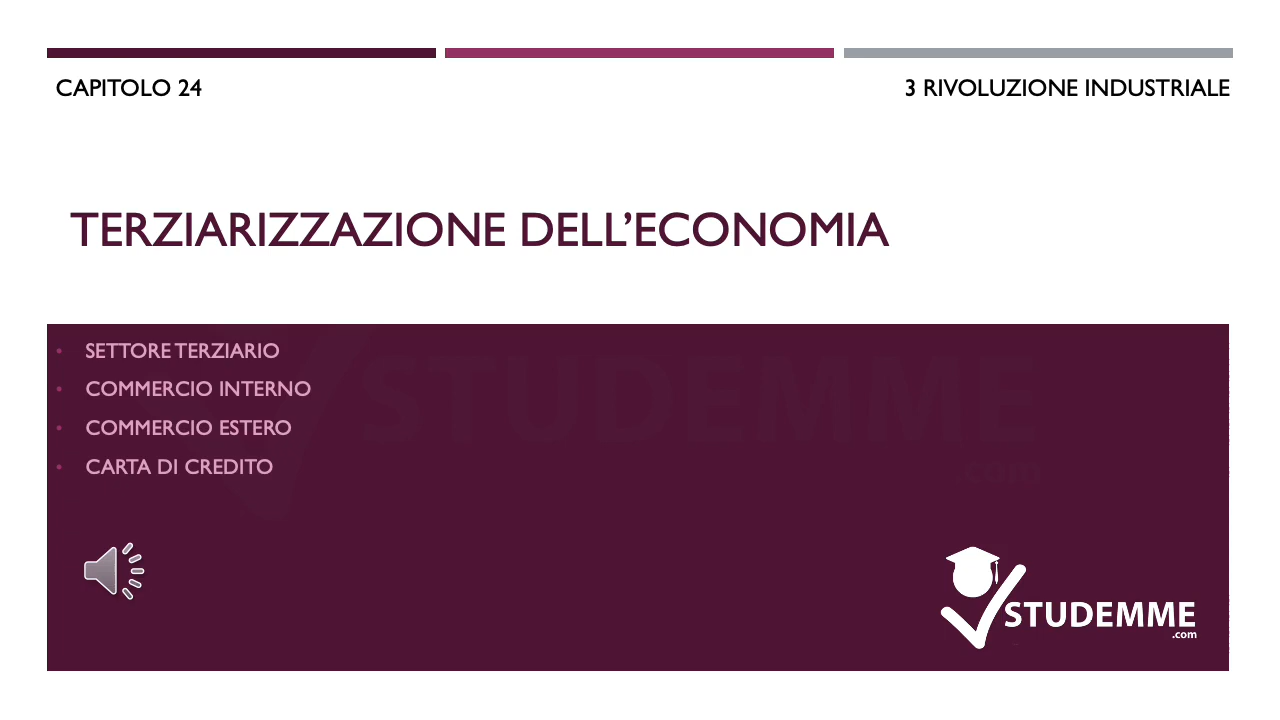 CAPITOLO 24
3 RIVOLUZIONE INDUSTRIALE
TERZIARIZZAZIONE DELL’ECONOMIA
• SETTORE TERZIARIO
• COMMERCIO INTERNO
• COMMERCIO ESTERO
• CARTA DI CREDITO
STUDEMME
.com
STUDEMME
.com